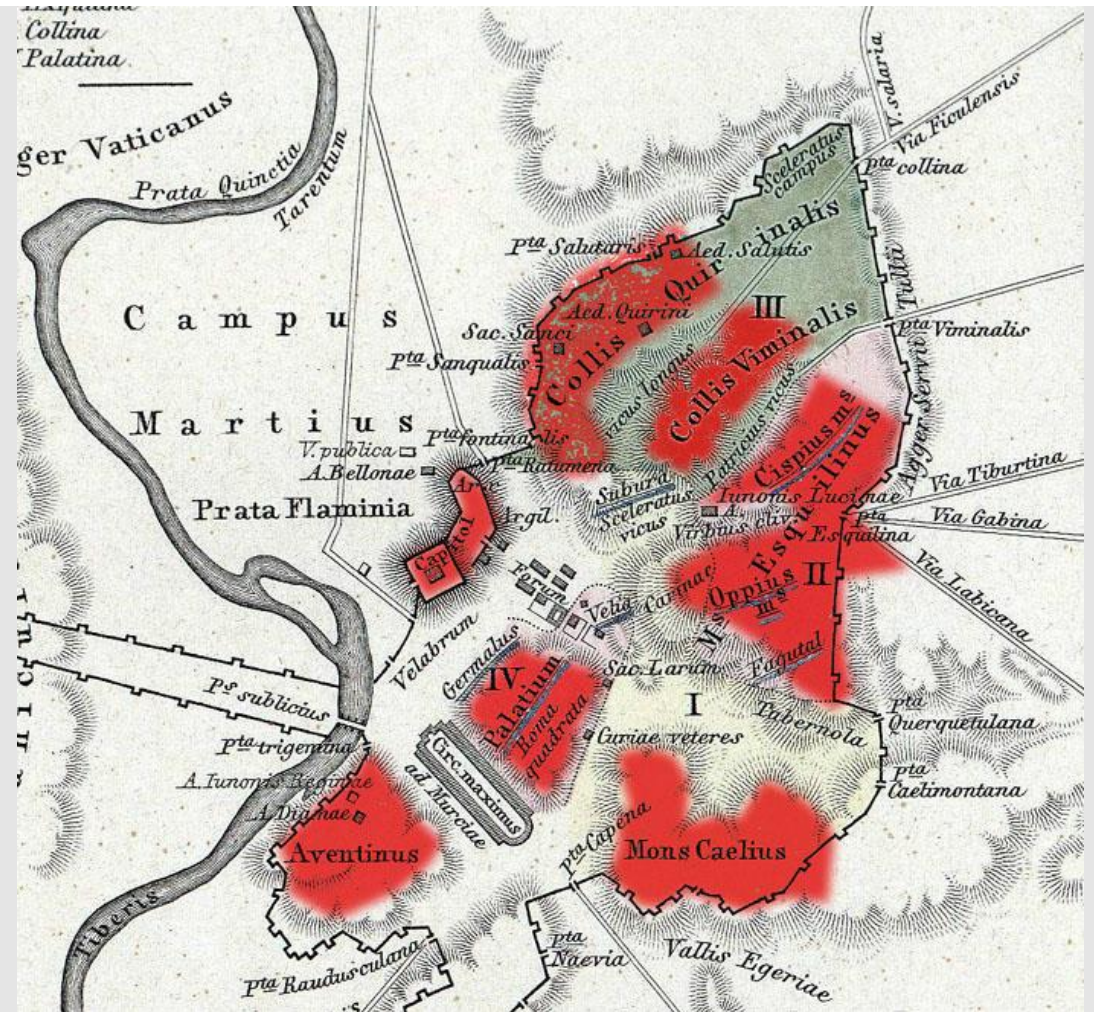 Collina
Palatina.
ger Vaticanus
Prata Quinctia
Tarentum
V. salaria
Via Ficulensis
Sceleratus
campus
Pta collina
Pta Salutaris
Aed. Salutis
Collis Quirinalis
Aed. Quirini
Sac. Sanci
Pta Sanqualis
III
Collis Viminalis
Pta Viminalis
Agger Servii Tullii
vicus longus
Patricius vicus
Campus
Martius
Pta fontinalis
V. publica
A. Bellonae
Pta Ratumena
Arx
Prata Flaminia
Argil.
Capitol
Subura
Sceleratus
vicus
Cispius ms
Iunonis Lucinae
A.
Virbius cliv.
Ms Esquilinus
Via Tiburtina
Via Gabina
Pta
Esquilina
Via Labicana
II
Oppius
ms
Forum
Velia
Carinae
Fagutal
Velabrum
Germalus
IV
Palatium
Roma
quadrata
Sac. Larum
I
Tubernola
Curiae veteres
Pta
Querquetulana
Pta
Caelimontana
Ps sublicius
Pta trigemina
A. Iunonis Reginae
A. Dianae
Circ. maximus
ad Murciae
Aventinus
Pta Capena
Mons Caelius
Tiberis
Pta Raudusculana
Pta
Naevia
Vallis Egeriae